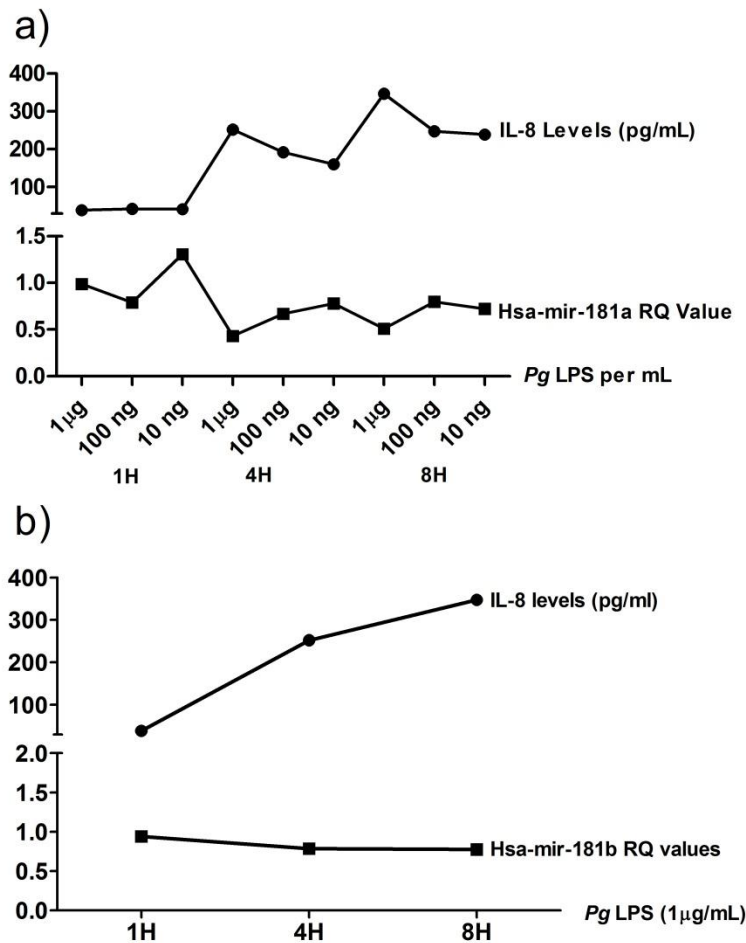 a)
400
300
200
100
IL-8 Levels (pg/mL)
1.5
1.0
0.5
0.0
Hsa-mir-181a RQ Value
Pg LPS per mL
1µg
100 ng
10 ng
1µg
100 ng
10 ng
1µg
100 ng
10 ng
1H
4H
8H
b)
400
300
200
100
IL-8 levels (pg/ml)
2.0
1.5
1.0
0.5
0.0
Hsa-mir-181b RQ values
1H
4H
8H
Pg LPS (1µg/mL)